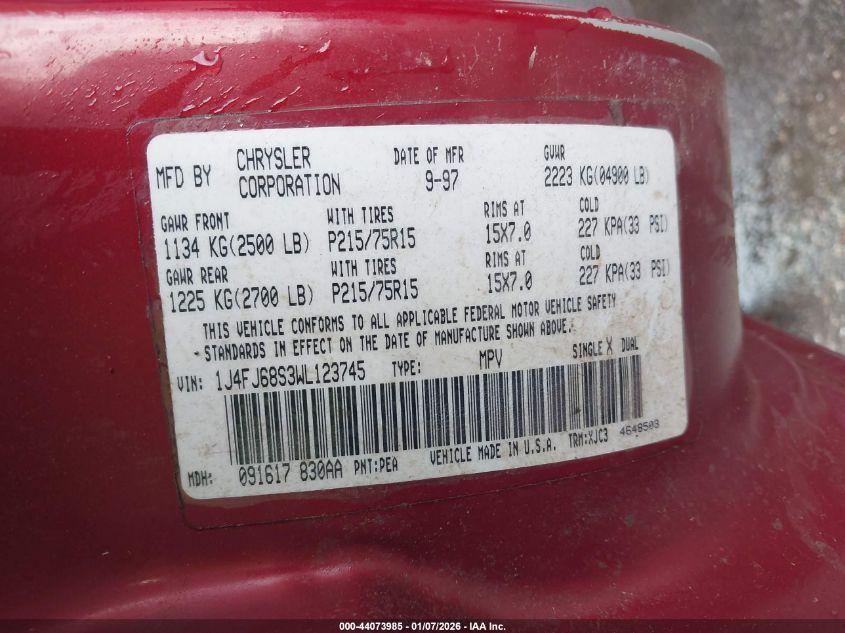 MFD BY CHRYSLER CORPORATION DATE OF MFR 9-97 GVWR 2223 KG(04900 LB)
GAWR FRONT WITH TIRES RIMS AT COLD
1134 KG(2500 LB) P215/75R15 15X7.0 227 KPA(33 PSI)
GAWR REAR WITH TIRES RIMS AT COLD
1225 KG(2700 LB) P215/75R15 15X7.0 227 KPA(33 PSI)
THIS VEHICLE CONFORMS TO ALL APPLICABLE FEDERAL MOTOR VEHICLE SAFETY
STANDARDS IN EFFECT ON THE DATE OF MANUFACTURE SHOWN ABOVE.
VIN: 1J4FJ68S3WL123745 TYPE: MPV SINGLE X DUAL
MDH: 091617 830AA PNT:PEA VEHICLE MADE IN U.S.A. TRM:XJC3 4648503
000-44073985 - 01/07/2026 - IAA Inc.